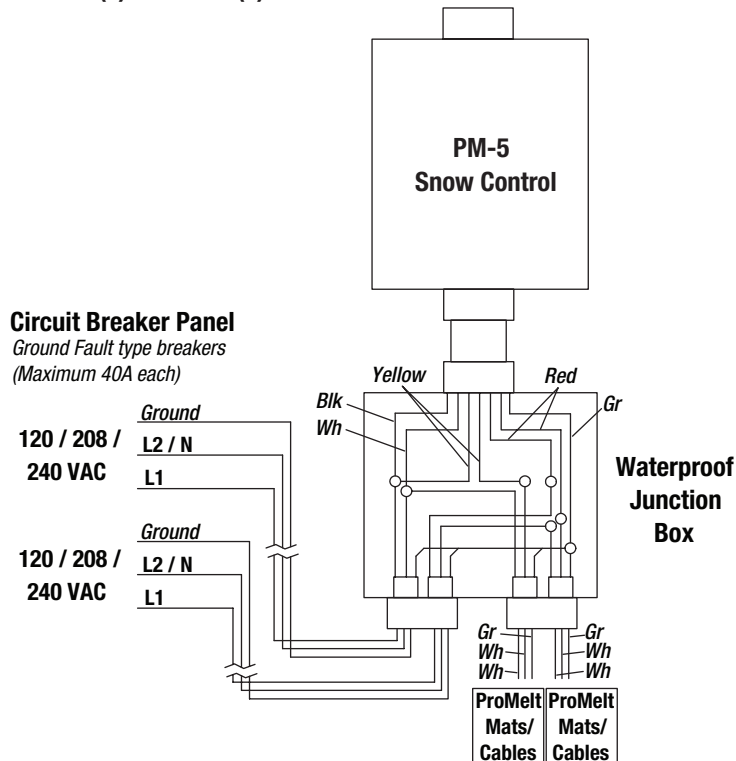 PM-5
Snow Control
Circuit Breaker Panel
Ground Fault type breakers
(Maximum 40A each)
Yellow
Red
Blk
Wh
Gr
120 / 208 /
240 VAC
Ground
L2 / N
L1
Waterproof
Junction
Box
120 / 208 /
240 VAC
Ground
L2 / N
L1
Gr
Wh
Wh
Gr
Wh
Wh
ProMelt
Mats/
Cables
ProMelt
Mats/
Cables